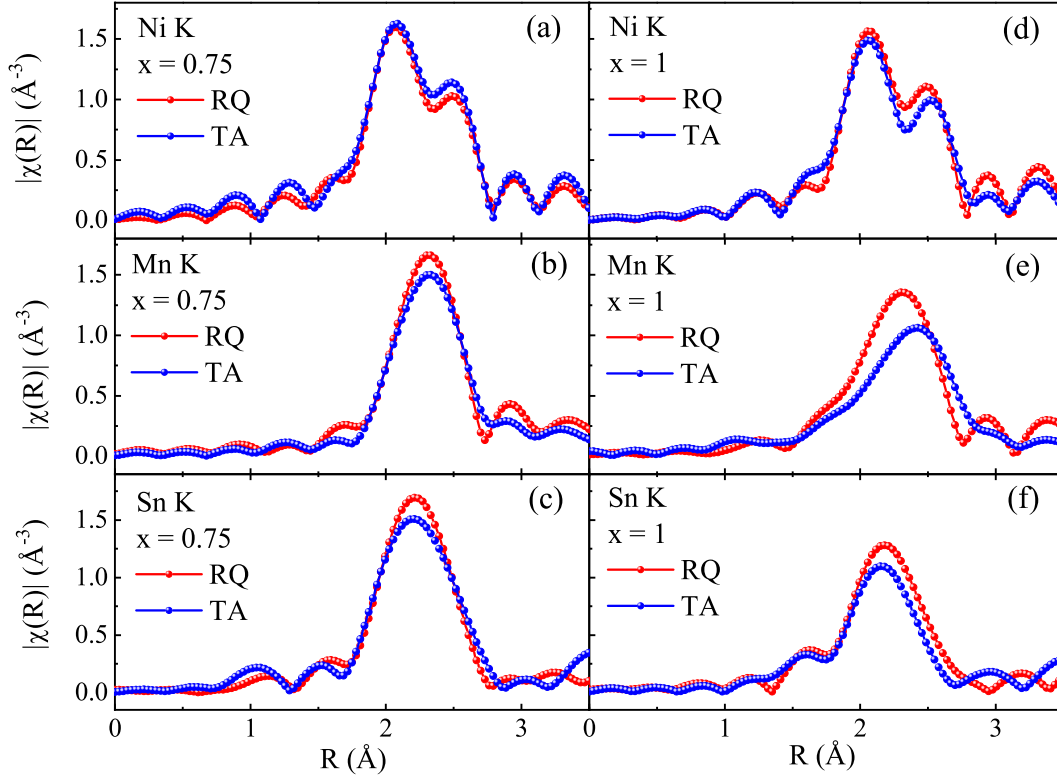 Ni K
x = 0.75
RQ
TA
(a)
1.5
1.0
0.5
0.0
|χ(R)| (Å⁻³)
Ni K
x = 1
RQ
TA
(d)
Mn K
x = 0.75
RQ
TA
(b)
1.5
1.0
0.5
0.0
|χ(R)| (Å⁻³)
Mn K
x = 1
RQ
TA
(e)
Sn K
x = 0.75
RQ
TA
(c)
1.5
1.0
0.5
0.0
|χ(R)| (Å⁻³)
Sn K
x = 1
RQ
TA
(f)
0 1 2 3 0 1 2 3
R (Å) R (Å)